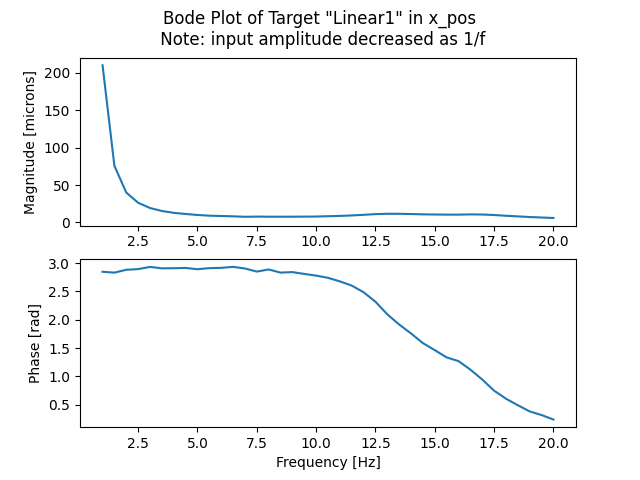 Bode Plot of Target "Linear1" in x_pos
Note: input amplitude decreased as 1/f
Magnitude [microns]
200
150
100
50
0
2.5 5.0 7.5 10.0 12.5 15.0 17.5 20.0
Phase [rad]
3.0
2.5
2.0
1.5
1.0
0.5
2.5 5.0 7.5 10.0 12.5 15.0 17.5 20.0
Frequency [Hz]